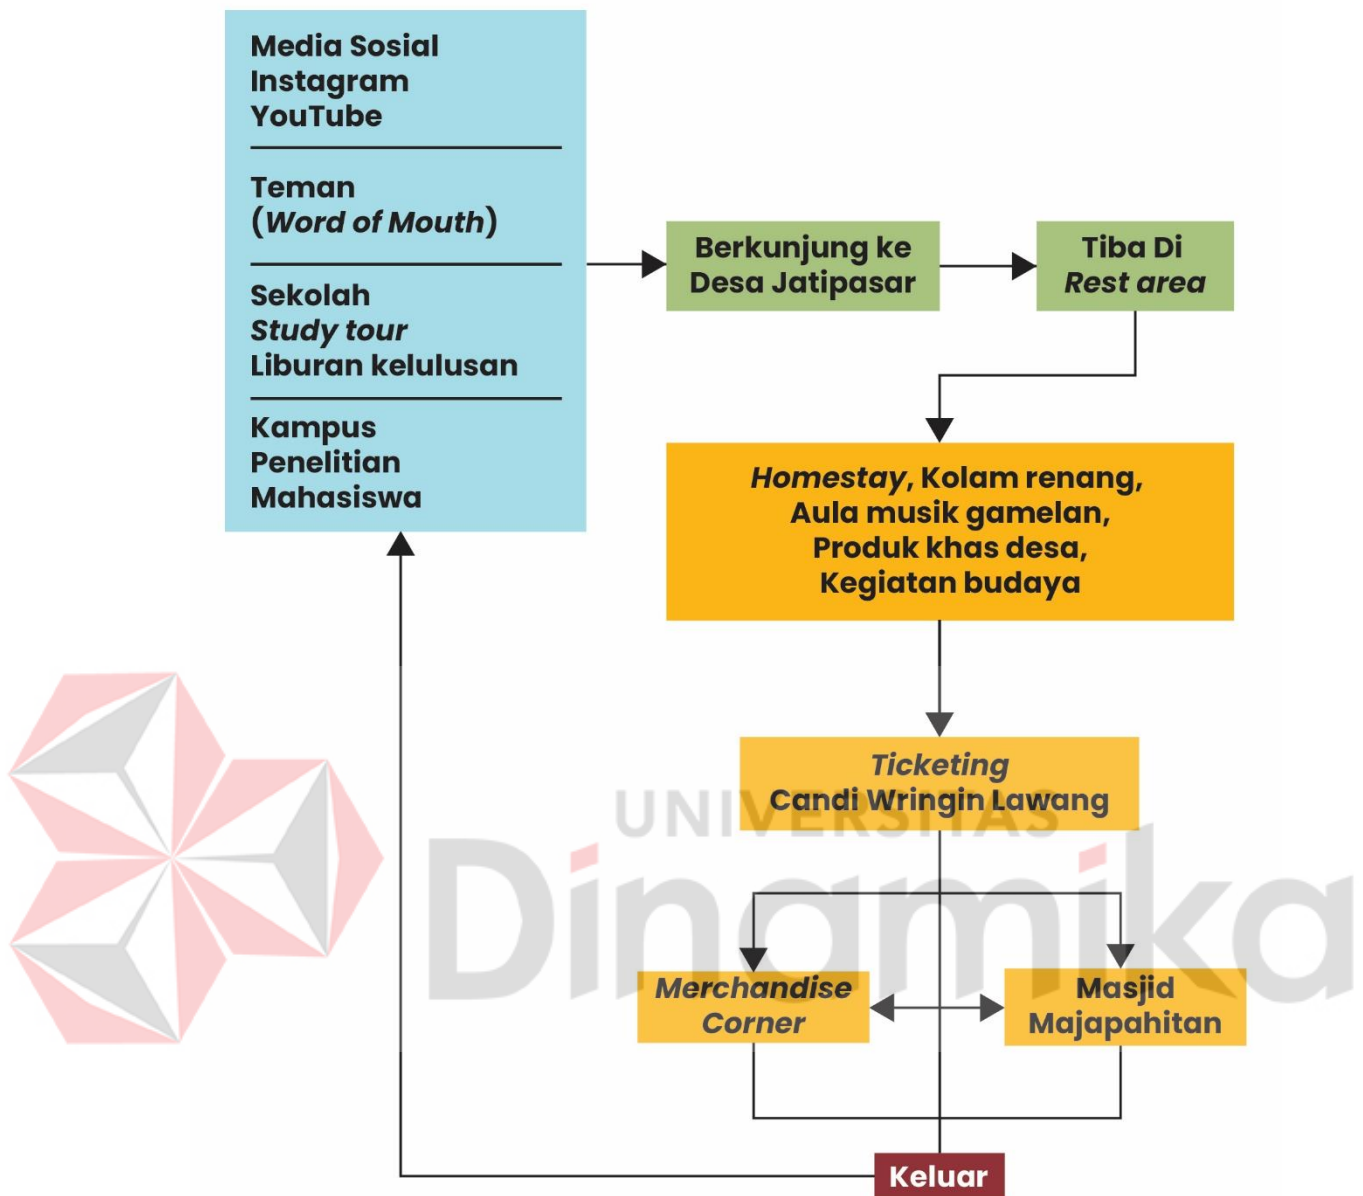 Media Sosial
Instagram
YouTube
Teman
(Word of Mouth)
Sekolah
Study tour
Liburan kelulusan
Kampus
Penelitian
Mahasiswa
Berkunjung ke
Desa Jatipasar
Tiba Di
Rest area
Homestay, Kolam renang,
Aula musik gamelan,
Produk khas desa,
Kegiatan budaya
Ticketing
Candi Wringin Lawang
UNIVERSITAS
Dinamika
Merchandise
Corner
Masjid
Majapahitan
Keluar